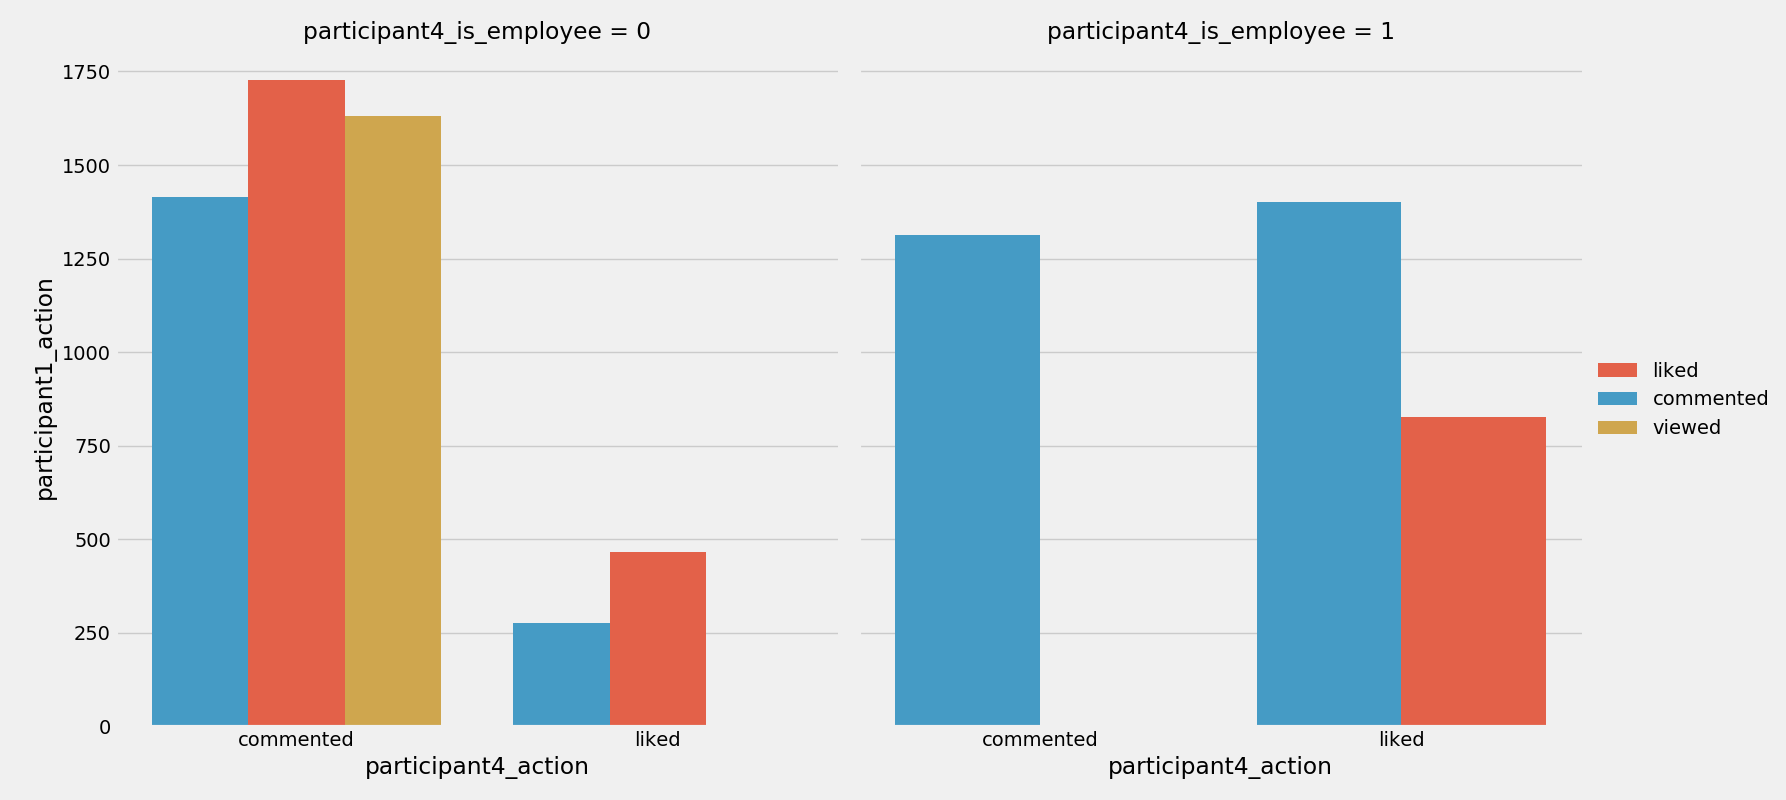 participant4_is_employee = 0
participant4_is_employee = 1
participant1_action
1750
1500
1250
1000
750
500
250
0
commented
liked
participant4_action
commented
liked
participant4_action
liked
commented
viewed